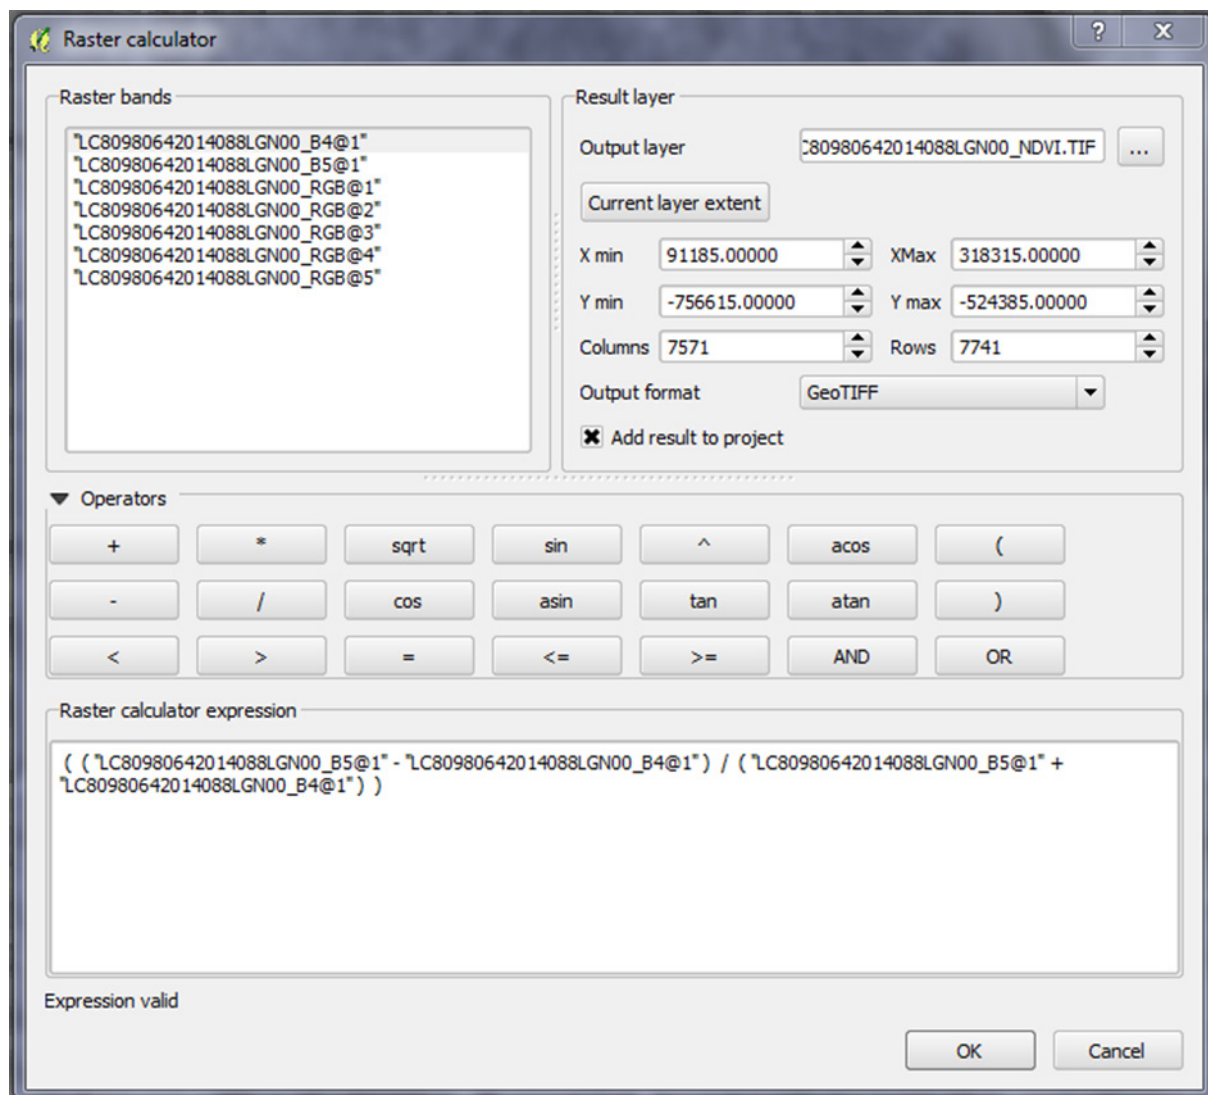 Raster calculator
?
X
Raster bands
"LC80980642014088LGN00_B4@1"
"LC80980642014088LGN00_B5@1"
"LC80980642014088LGN00_RGB@1"
"LC80980642014088LGN00_RGB@2"
"LC80980642014088LGN00_RGB@3"
"LC80980642014088LGN00_RGB@4"
"LC80980642014088LGN00_RGB@5"
Result layer
Output layer C80980642014088LGN00_NDVI.TIF ...
Current layer extent
X min 91185.00000 XMax 318315.00000
Y min -756615.00000 Y max -524385.00000
Columns 7571 Rows 7741
Output format GeoTIFF
Add result to project
Operators
+ * sqrt sin ^ acos (
- / cos asin tan atan )
< > = <= >= AND OR
Raster calculator expression
( ( "LC80980642014088LGN00_B5@1" - "LC80980642014088LGN00_B4@1" ) / ( "LC80980642014088LGN00_B5@1" +
"LC80980642014088LGN00_B4@1" ) )
Expression valid
OK Cancel